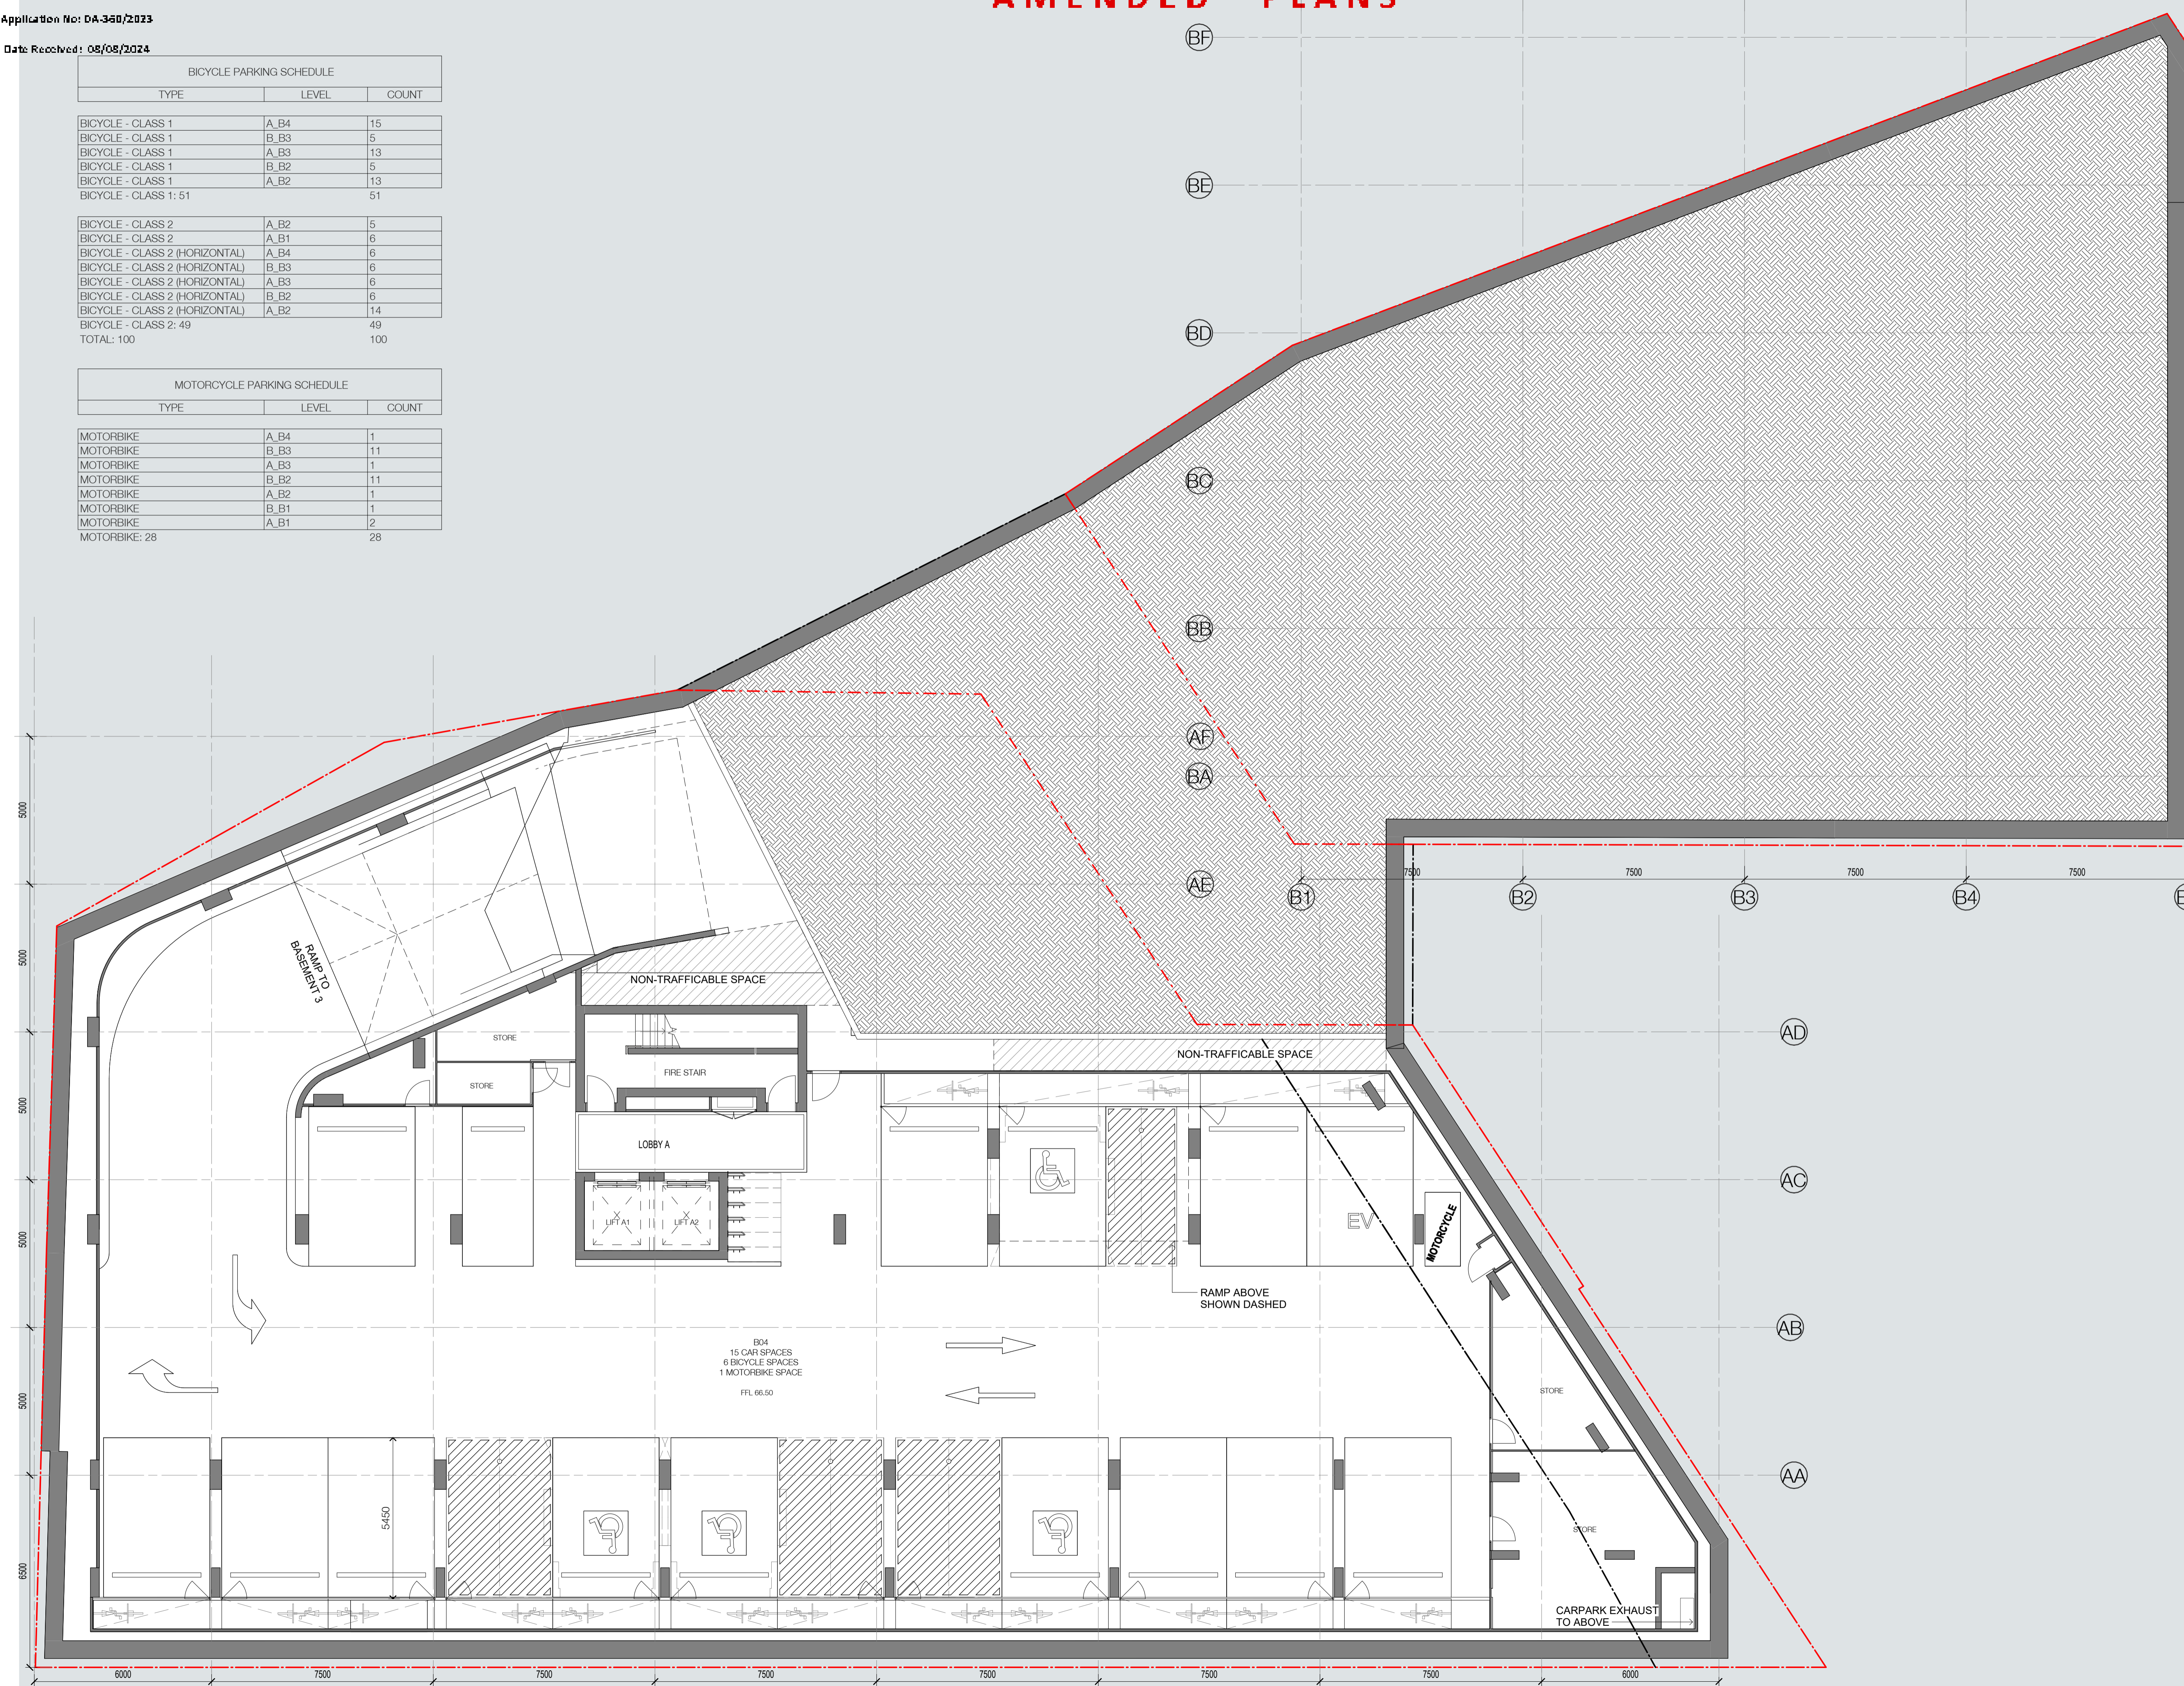 AMENDED PLANS
Application No: DA-350/2023
Date Received: 08/08/2024
BICYCLE PARKING SCHEDULE
TYPE LEVEL COUNT
BICYCLE - CLASS 1 A_B4 15
BICYCLE - CLASS 1 B_B3 5
BICYCLE - CLASS 1 A_B3 13
BICYCLE - CLASS 1 B_B2 5
BICYCLE - CLASS 1 A_B2 13
BICYCLE - CLASS 1: 51 51
BICYCLE - CLASS 2 A_B2 5
BICYCLE - CLASS 2 A_B1 6
BICYCLE - CLASS 2 (HORIZONTAL) A_B4 6
BICYCLE - CLASS 2 (HORIZONTAL) B_B3 6
BICYCLE - CLASS 2 (HORIZONTAL) A_B3 6
BICYCLE - CLASS 2 (HORIZONTAL) B_B2 6
BICYCLE - CLASS 2 (HORIZONTAL) A_B2 14
BICYCLE - CLASS 2: 49 49
TOTAL: 100 100
MOTORCYCLE PARKING SCHEDULE
TYPE LEVEL COUNT
MOTORBIKE A_B4 1
MOTORBIKE B_B3 11
MOTORBIKE A_B3 1
MOTORBIKE B_B2 11
MOTORBIKE A_B2 1
MOTORBIKE B_B1 1
MOTORBIKE A_B1 2
MOTORBIKE: 28 28
BF
BE
BD
BC
BB
AF
BA
AE
7500 7500 7500 7500
B1 B2 B3 B4
AD
AC
AB
AA
5000
5000
5000
5000
5000
6500
RAMP TO
BASEMENT 3
NON-TRAFFICABLE SPACE
STORE
STORE
FIRE STAIR
NON-TRAFFICABLE SPACE
LOBBY A
LIFT A1 LIFT A2
EV
MOTORCYCLE
RAMP ABOVE
SHOWN DASHED
B04
15 CAR SPACES
6 BICYCLE SPACES
1 MOTORBIKE SPACE
FFL 66.50
STORE
5450
STORE
CARPARK EXHAUST
TO ABOVE
6000 7500 7500 7500 7500 7500 7500 6000